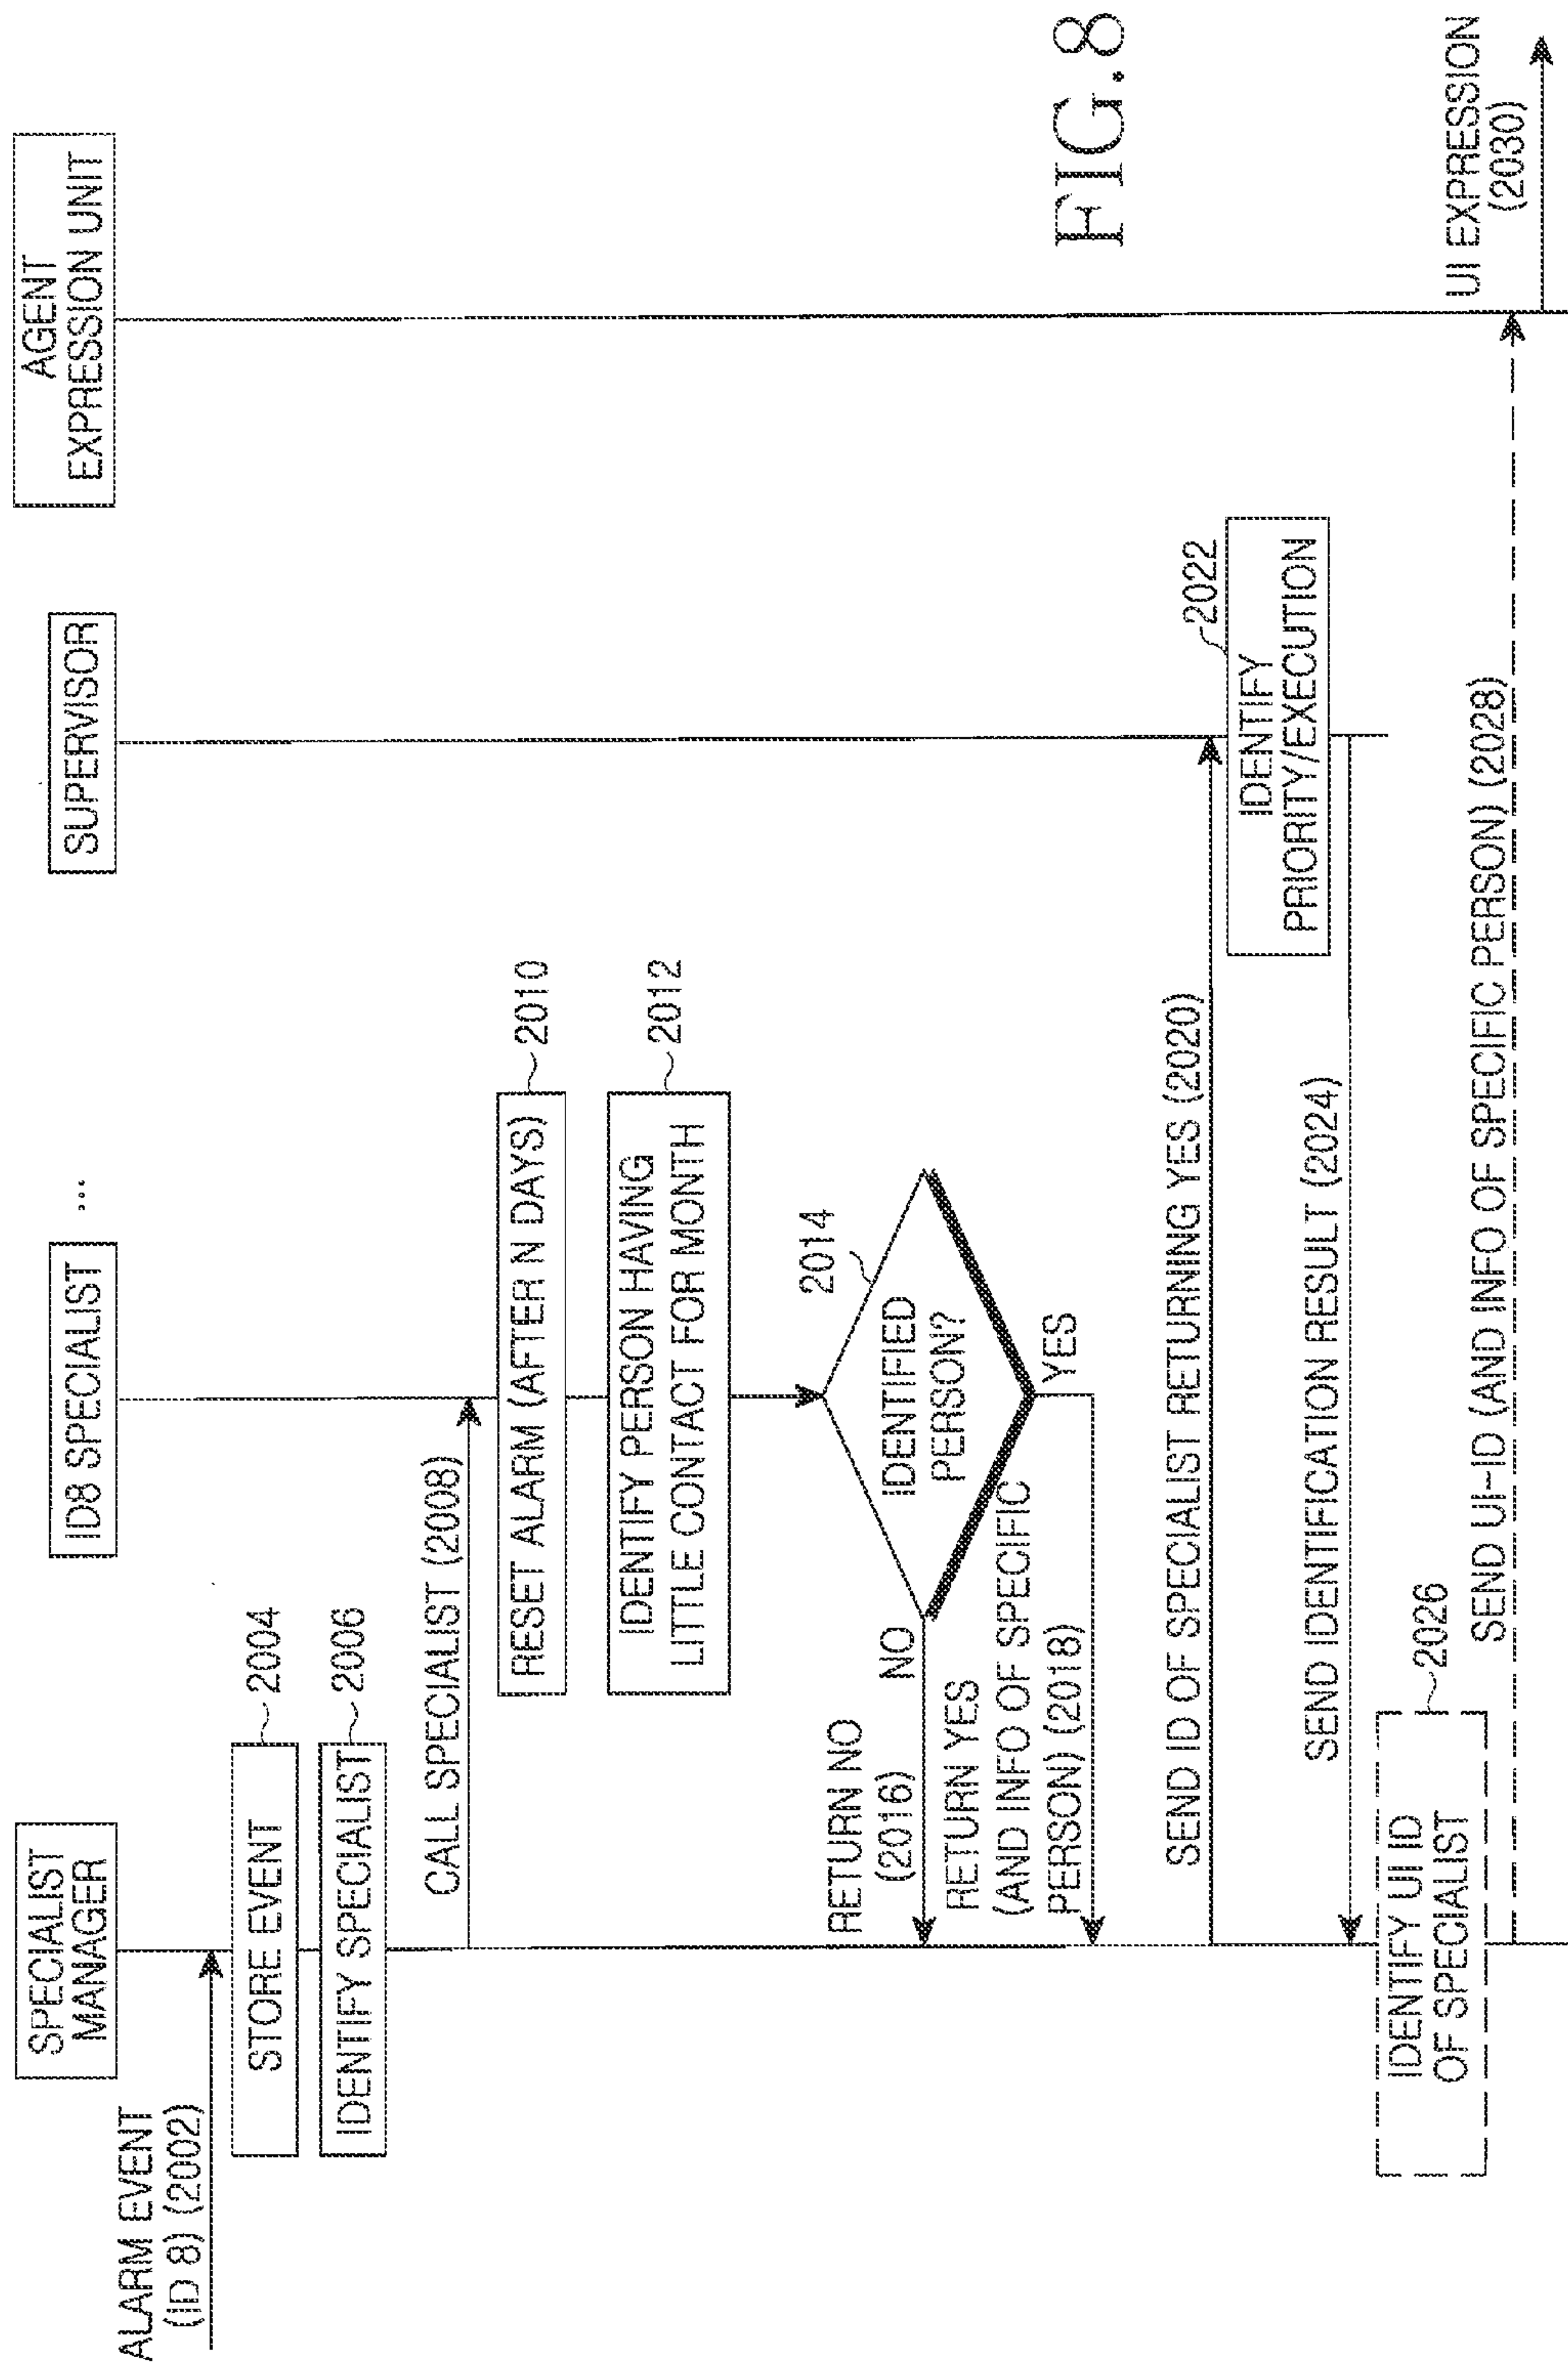 SPECIALIST
MANAGER
ID8 SPECIALIST
...
SUPERVISOR
AGENT
EXPRESSION UNIT
ALARM EVENT
(ID 8) (2002)
STORE EVENT
2004
IDENTIFY SPECIALIST
2006
CALL SPECIALIST (2008)
RESET ALARM (AFTER N DAYS)
2010
IDENTIFY PERSON HAVING
LITTLE CONTACT FOR MONTH
2012
2014
IDENTIFIED
PERSON?
NO
YES
RETURN NO
(2016)
RETURN YES
(AND INFO OF SPECIFIC
PERSON) (2018)
SEND ID OF SPECIALIST RETURNING YES (2020)
2022
IDENTIFY
PRIORITY/EXECUTION
SEND IDENTIFICATION RESULT (2024)
IDENTIFY UI ID
OF SPECIALIST
2026
SEND UI-ID (AND INFO OF SPECIFIC PERSON) (2028)
UI EXPRESSION
(2030)
FIG.8